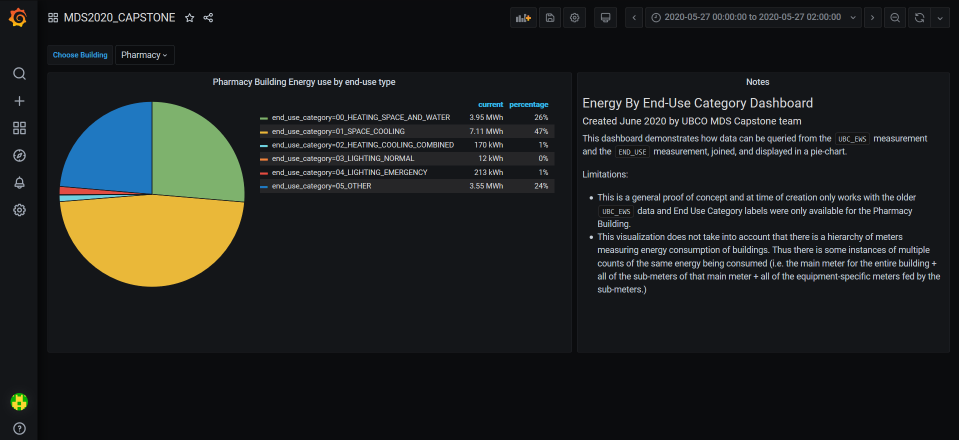 MDS2020_CAPSTONE
2020-05-27 00:00:00 to 2020-05-27 02:00:00
Choose Building
Pharmacy
Pharmacy Building Energy use by end-use type
current percentage
end_use_category=00_HEATING_SPACE_AND_WATER 3.95 MWh 26%
end_use_category=01_SPACE_COOLING 7.11 MWh 47%
end_use_category=02_HEATING_COOLING_COMBINED 170 kWh 1%
end_use_category=03_LIGHTING_NORMAL 12 kWh 0%
end_use_category=04_LIGHTING_EMERGENCY 213 kWh 1%
end_use_category=05_OTHER 3.55 MWh 24%
Notes
Energy By End-Use Category Dashboard
Created June 2020 by UBCO MDS Capstone team
This dashboard demonstrates how data can be queried from the UBC_EWS measurement
and the END_USE measurement, joined, and displayed in a pie-chart.
Limitations:
• This is a general proof of concept and at time of creation only works with the older
UBC_EWS data and End Use Category labels were only available for the Pharmacy
Building.
• This visualization does not take into account that there is a hierarchy of meters
measuring energy consumption of buildings. Thus there is some instances of multiple
counts of the same energy being consumed (i.e. the main meter for the entire building +
all of the sub-meters of that main meter + all of the equipment-specific meters fed by the
sub-meters.)